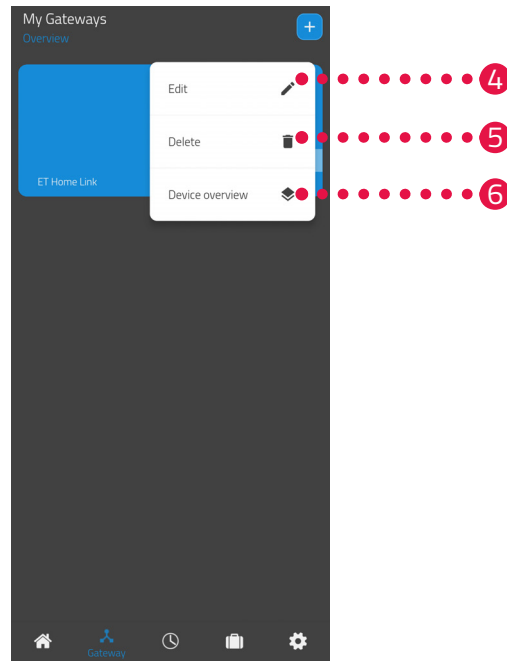 My Gateways
Overview
+
Edit
4
Delete
5
ET Home Link
Device overview
6
Gateway